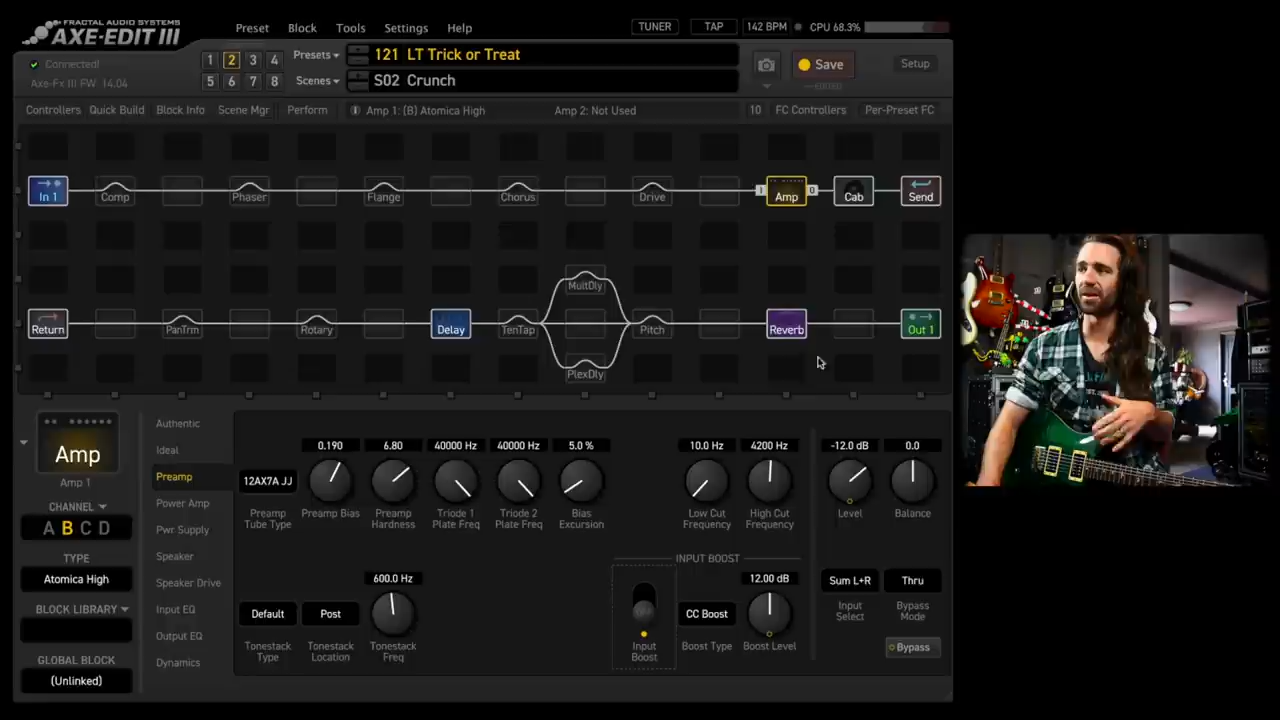 FRACTAL AUDIO SYSTEMS
AXE-EDIT III
Preset Block Tools Settings Help
TUNER TAP 142 BPM CPU 68.3%
Connected!
Axe-Fx III FW 14.04
1 2 3 4
5 6 7 8
Presets
121 LT Trick or Treat
Scenes
S02 Crunch
Save
Setup
Controllers Quick Build Block Info Scene Mgr Perform
Amp 1: (B) Atomica High Amp 2: Not Used
10 FC Controllers Per-Preset FC
In 1 Comp Phaser Flange Chorus Drive I Amp O Cab Send
MultDly
Return PanTrm Rotary Delay TenTap Pitch Reverb Out 1
PlexDly
Amp
Amp 1
CHANNEL
A B C D
TYPE
Atomica High
BLOCK LIBRARY
GLOBAL BLOCK
(Unlinked)
Authentic
Ideal
Preamp
Power Amp
Pwr Supply
Speaker
Speaker Drive
Input EQ
Output EQ
Dynamics
0.190 6.80 40000 Hz 40000 Hz 5.0 % 10.0 Hz 4200 Hz -12.0 dB 0.0
12AX7A JJ
Preamp Tube Type
Preamp Bias
Preamp Hardness
Triode 1 Plate Freq
Triode 2 Plate Freq
Bias Excursion
Low Cut Frequency
High Cut Frequency
Level
Balance
INPUT BOOST
600.0 Hz 12.00 dB
Default Post CC Boost Sum L+R Thru
Tonestack Type
Tonestack Location
Tonestack Freq
Input Boost
Boost Type
Boost Level
Input Select
Bypass Mode
Bypass